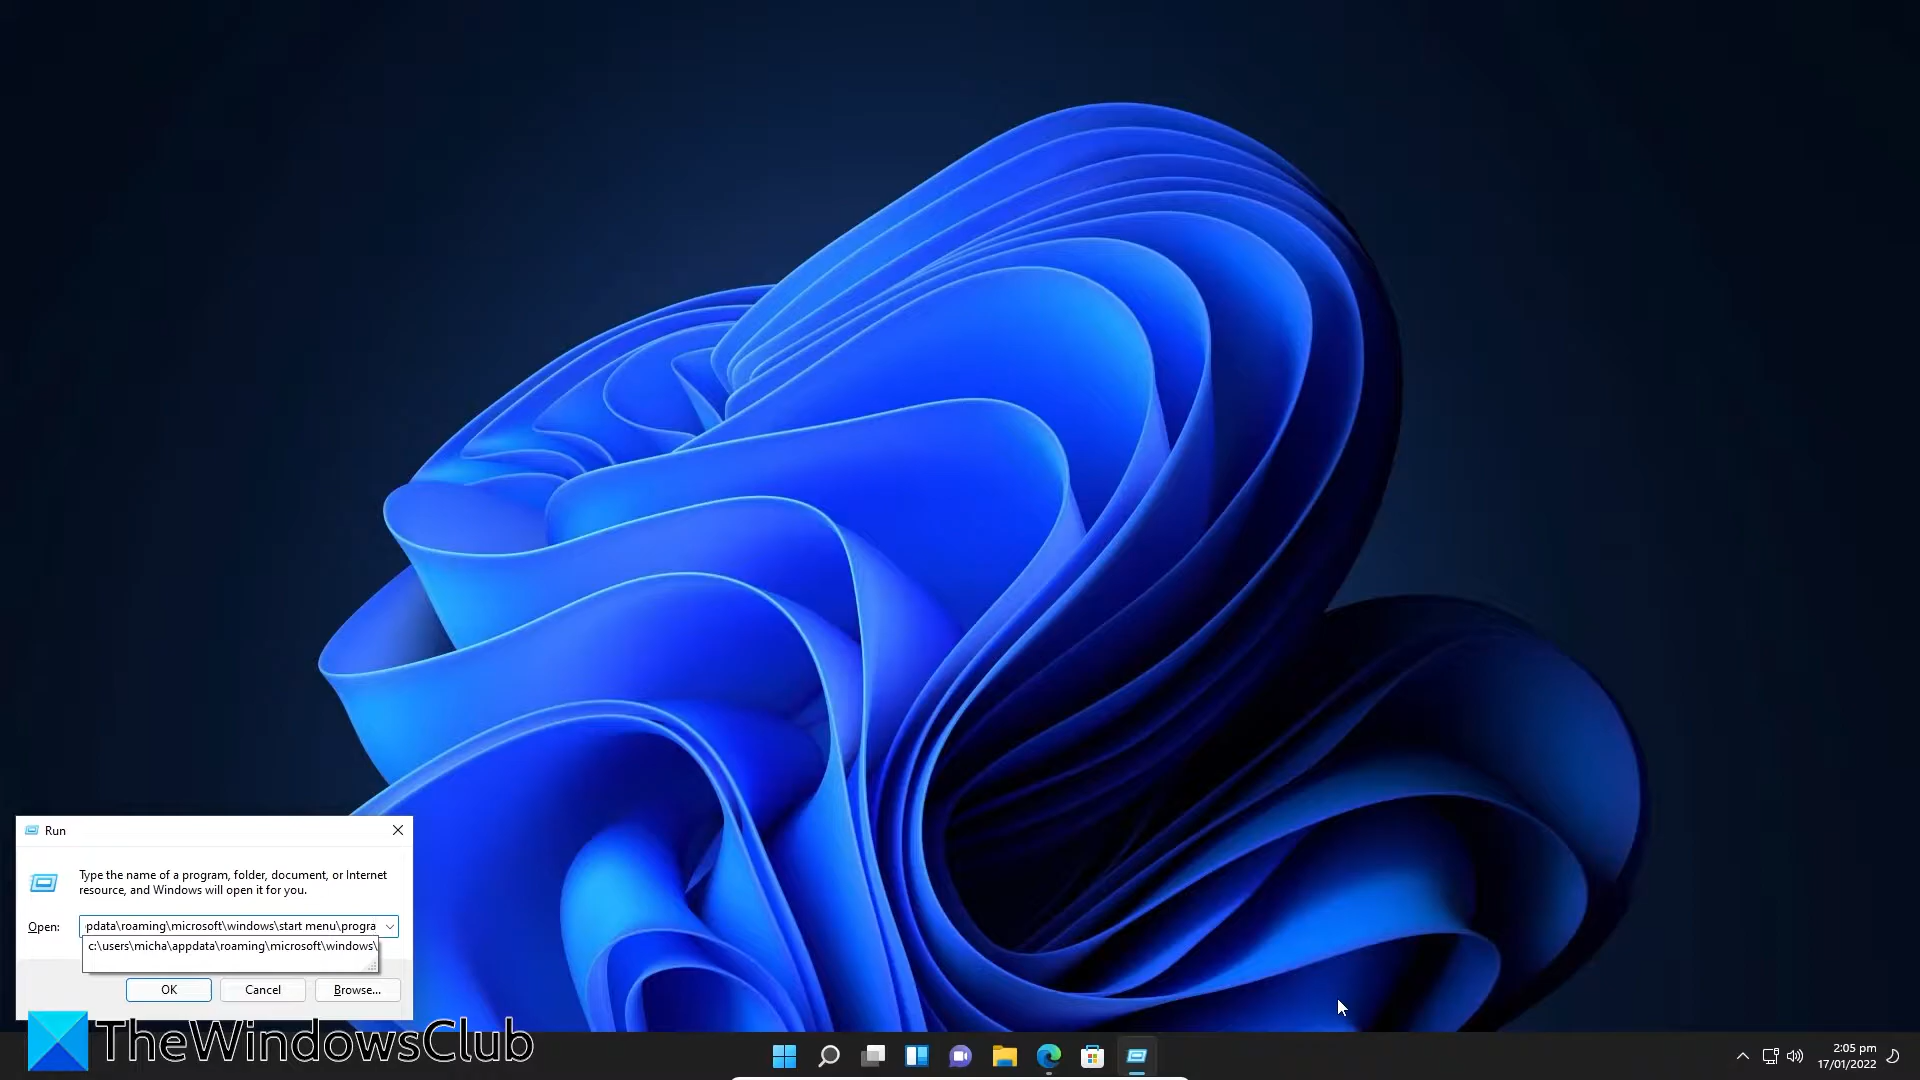 Run
Type the name of a program, folder, document, or Internet
resource, and Windows will open it for you.
Open:
pdata\roaming\microsoft\windows\start menu\progra
c:\users\micha\appdata\roaming\microsoft\windows\
OK
Cancel
Browse...
TheWindowsClub
2:05 pm
17/01/2022